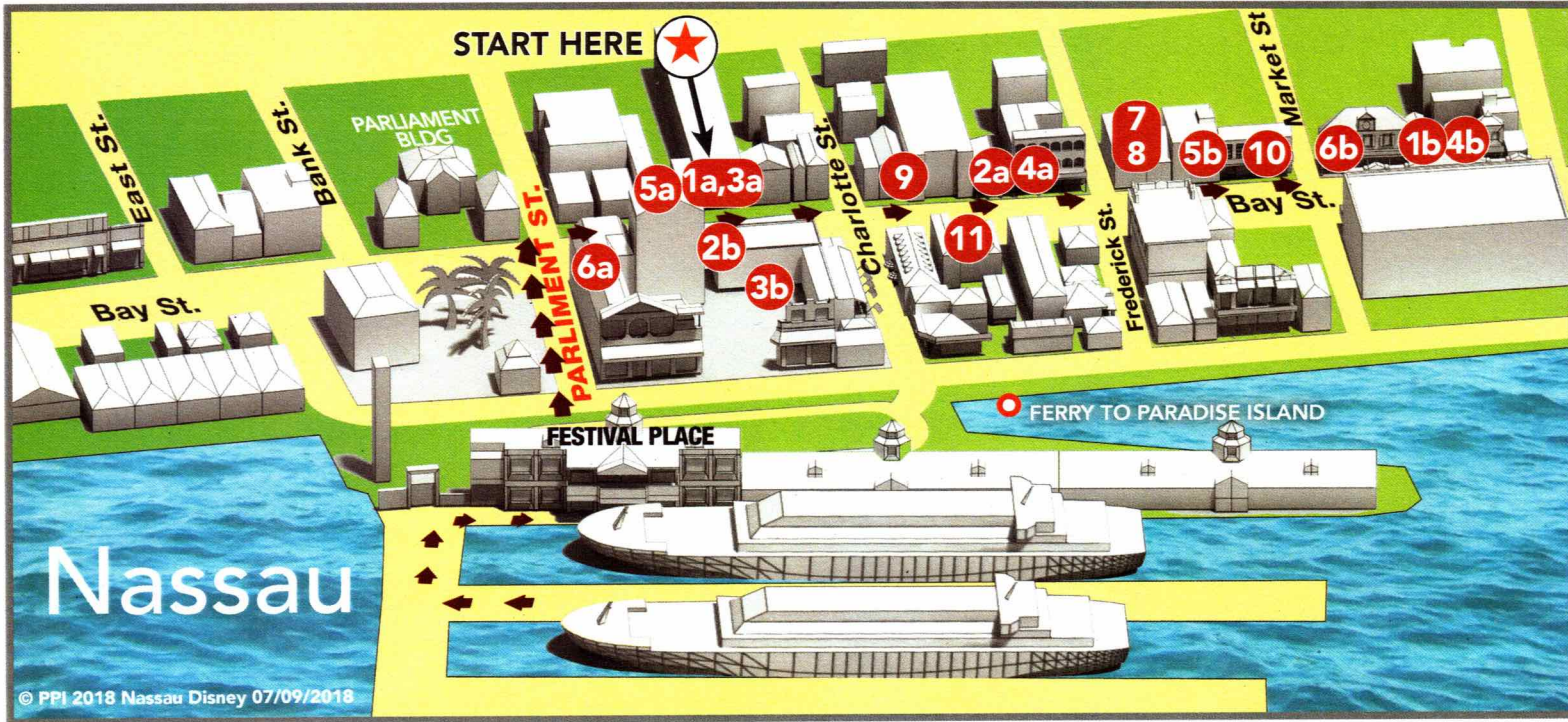 START HERE
PARLIAMENT
BLDG
East St.
Bank St.
PARLIMENT ST.
Charlotte St.
Frederick St.
Market St
5a
1a,3a
9
2a
4a
7
8
5b
10
6b
1b
4b
6a
2b
3b
11
Bay St.
Bay St.
FERRY TO PARADISE ISLAND
FESTIVAL PLACE
Nassau
© PPI 2018 Nassau Disney 07/09/2018